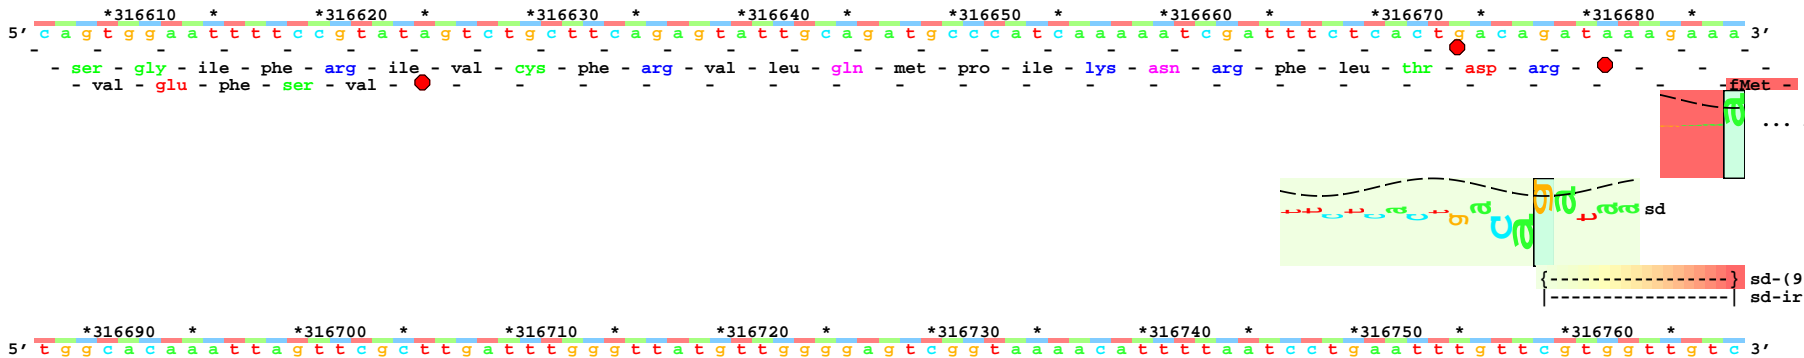 *316610 * *316620 * *316630 * *316640 * *316650 * *316660 * *316670 * *316680 *
5' c a g t g g a a t t t t c c g t a t a g t c t g c t t c a g a g t a t t g c a g a t g c c c a t c a a a a a t c g a t t t c t c a c t g a c a g a t a a a g a a a 3'
- - - - - - - - - - - - - - - - - - - - - - - - - - - -
- ser - gly - ile - phe - arg - ile - val - cys - phe - arg - val - leu - gln - met - pro - ile - lys - asn - arg - phe - leu - thr - asp - arg - - - -
- val - glu - phe - ser - val - - - - - - - - - - - - - - - - - - - - - -fMet -
a ...
t t c t c a c t g a c a g a t a a sd
{------------------} sd-(9
|------------------| sd-ir
*316690 * *316700 * *316710 * *316720 * *316730 * *316740 * *316750 * *316760 *
5' t g g c a c a a a t t a g t t c g c t t g a t t t g g g t t a t g t t g g g g a g t c g g t a a a a c a t t t t a a t c c t g a a t t t g t t c g t g g t t g t c 3'